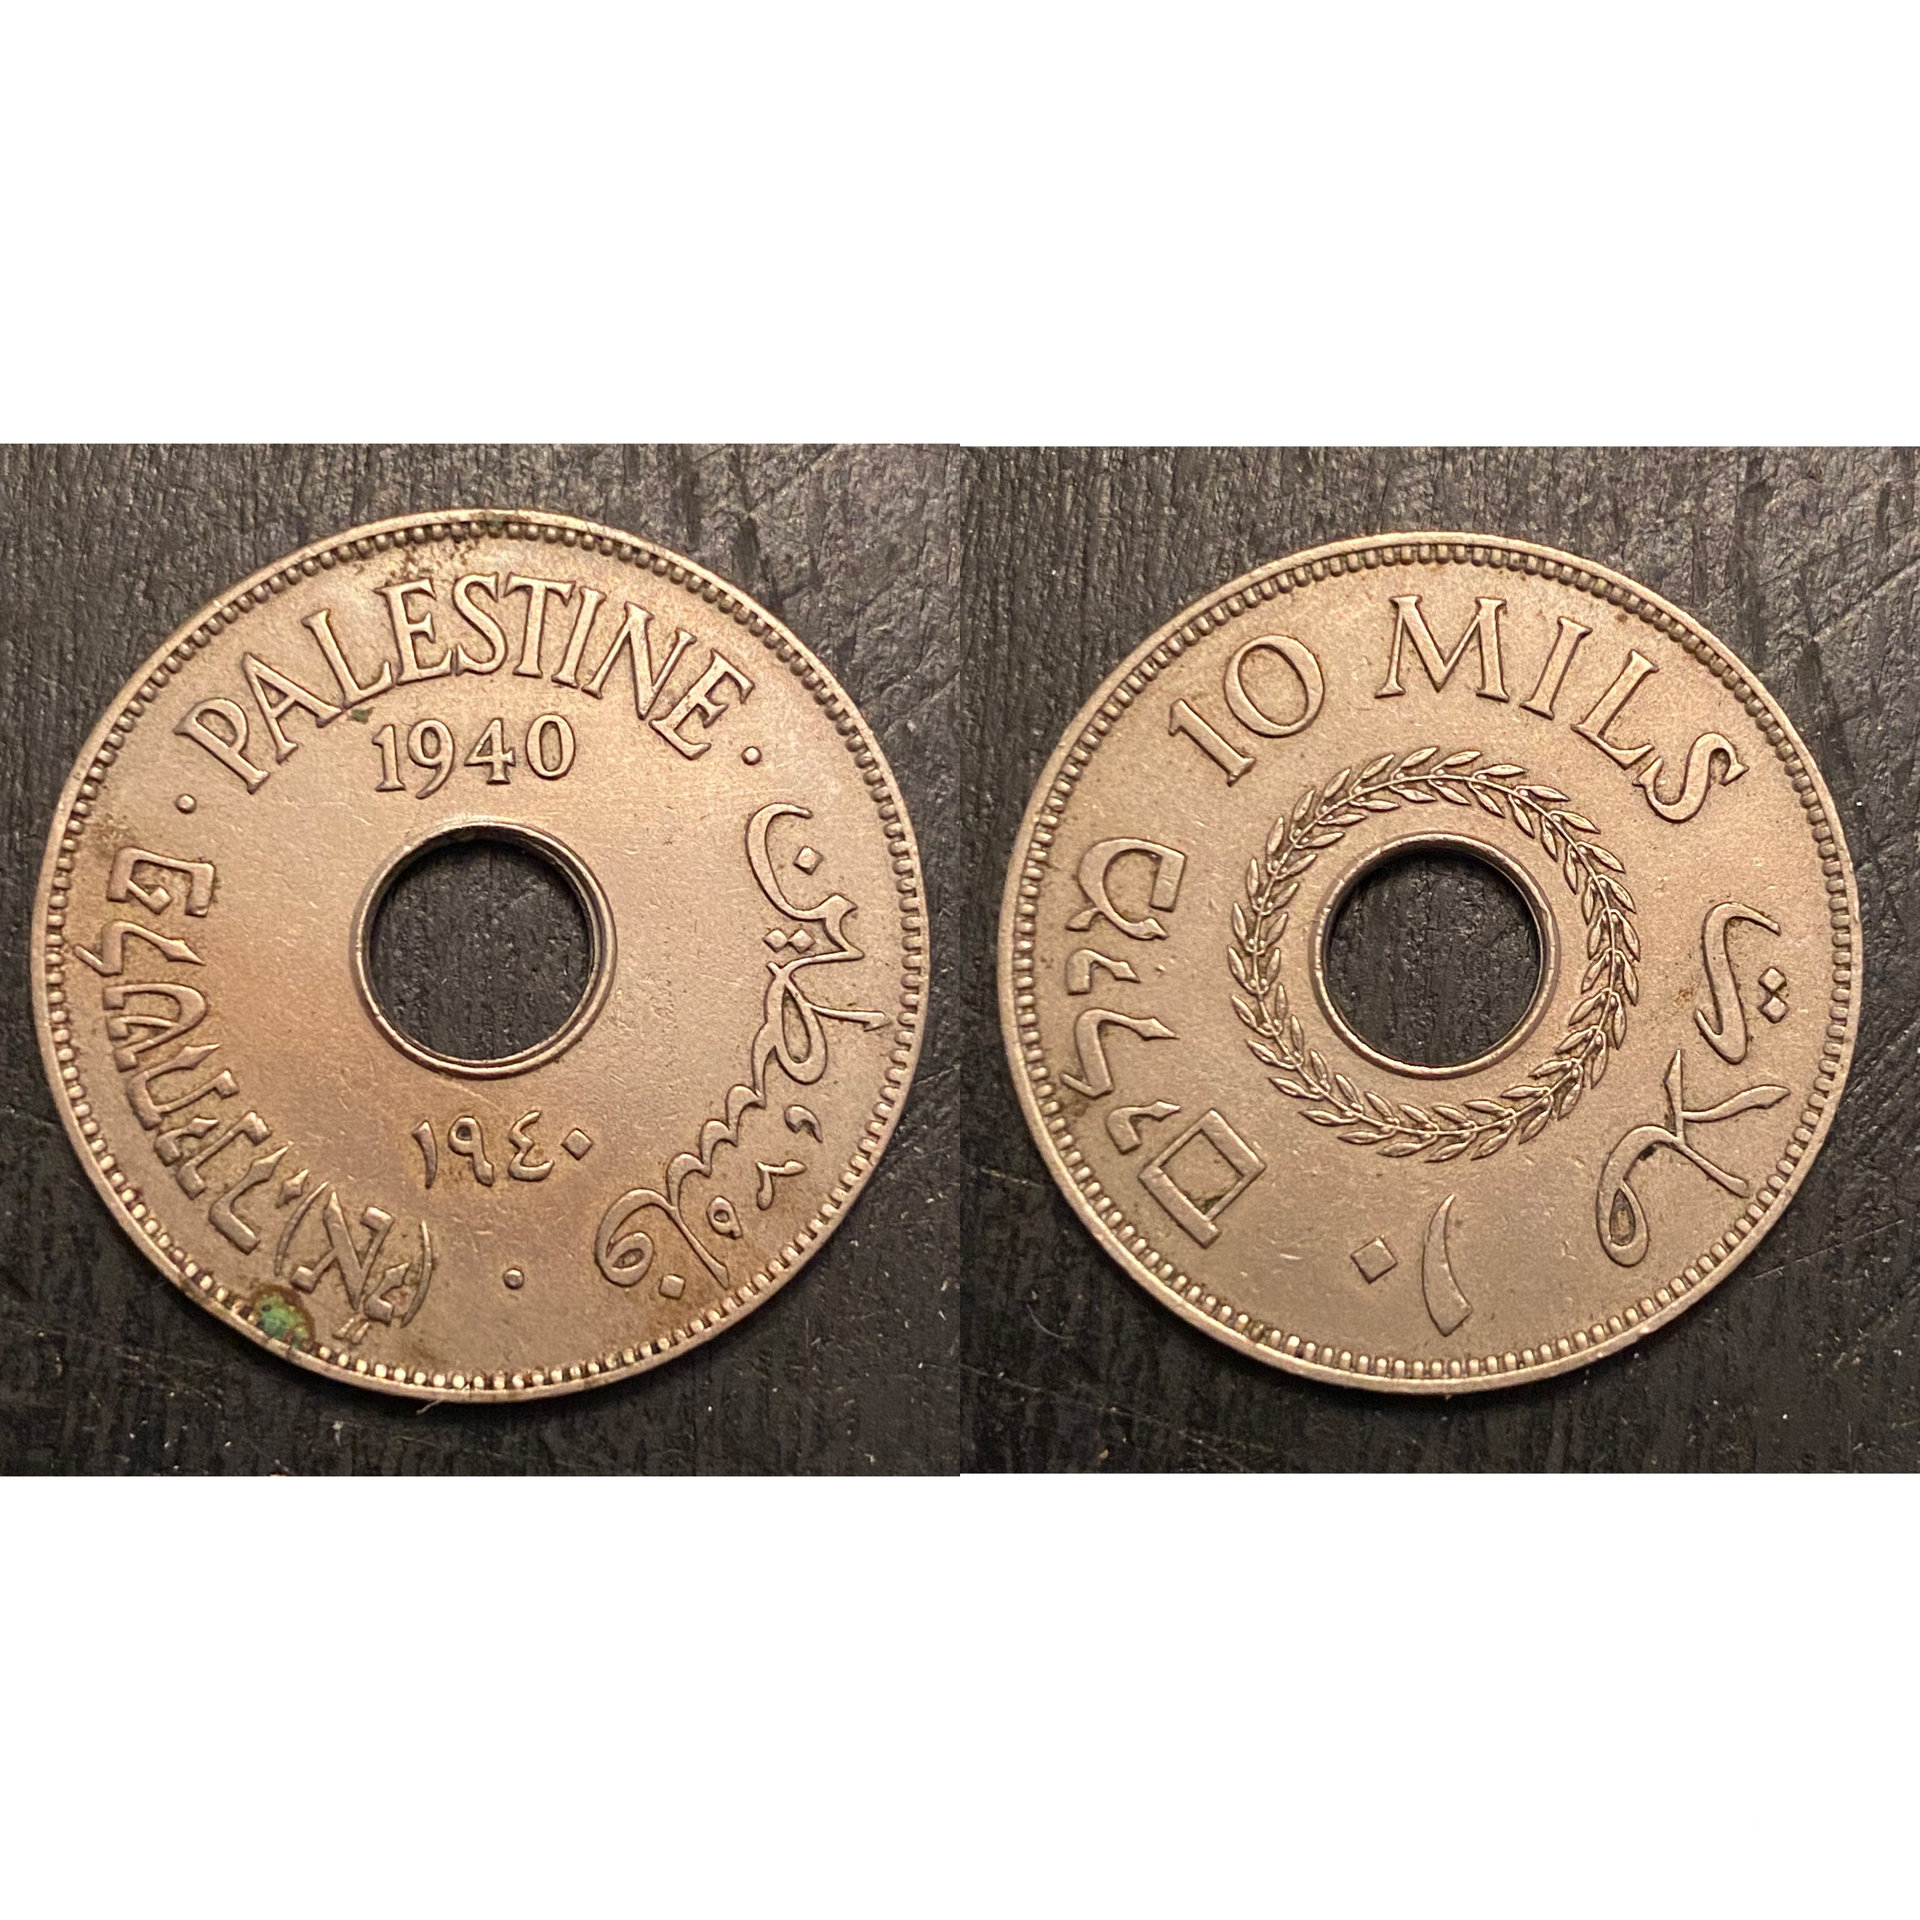 PALESTINE
1940
פלשתינה (א״י)
١٩٤٠
فلسطين
10 MILS
מילים
١٠
ملات